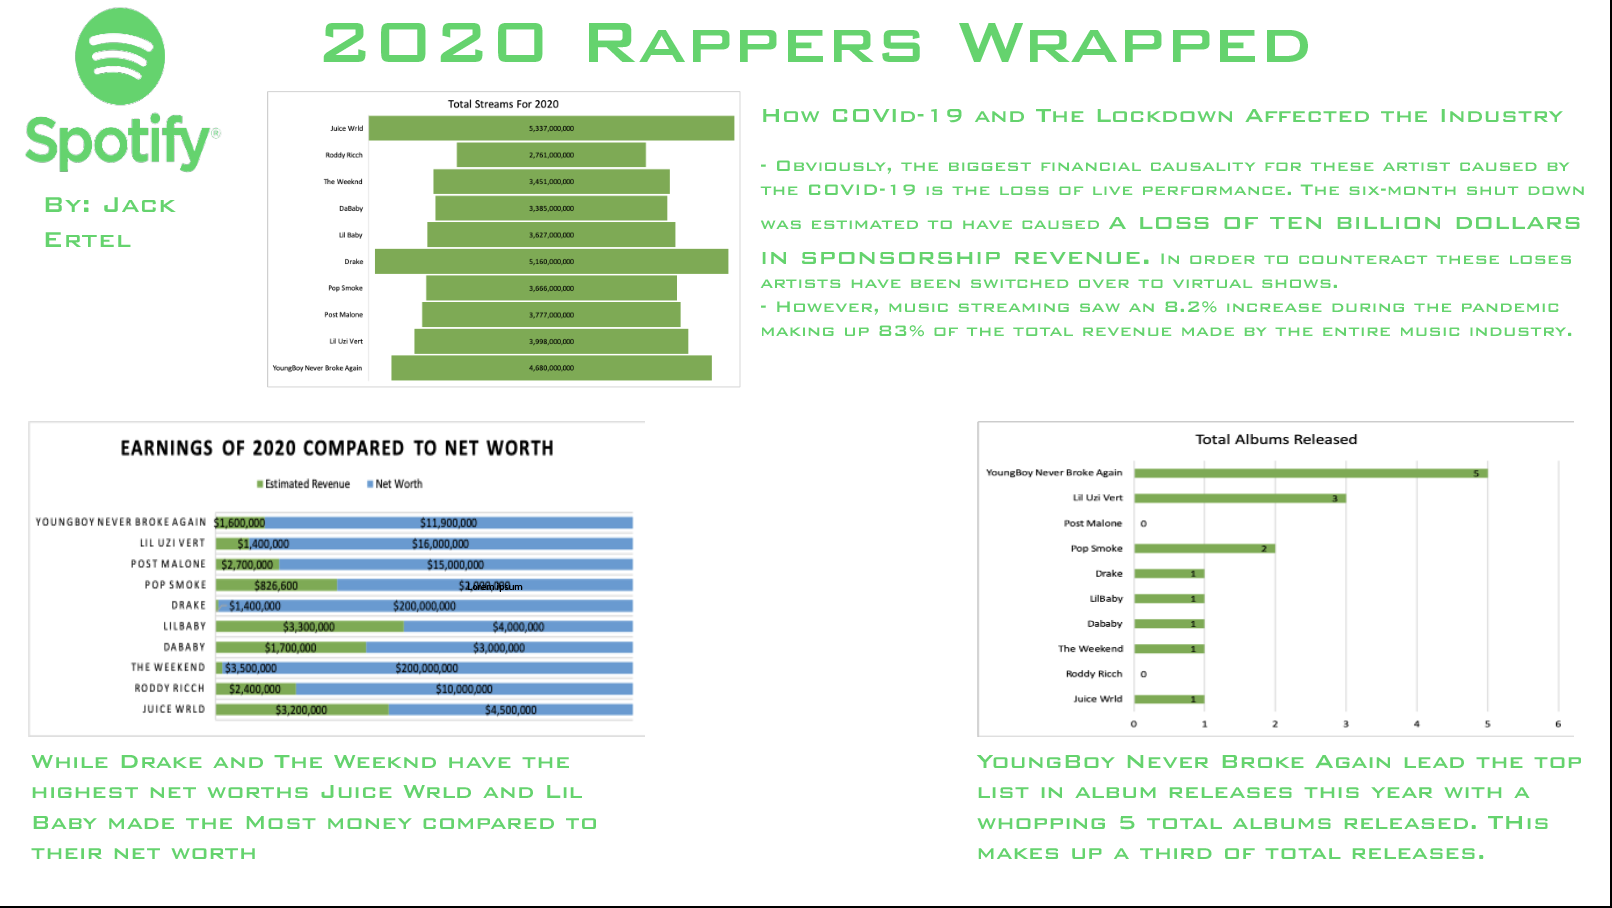 2020 Rappers Wrapped
Spotify®
By: Jack
Ertel
Total Streams For 2020
Juice Wrld 5,337,000,000
Roddy Ricch 2,761,000,000
The Weeknd 3,451,000,000
DaBaby 3,385,000,000
Lil Baby 3,627,000,000
Drake 5,160,000,000
Pop Smoke 3,666,000,000
Post Malone 3,777,000,000
Lil Uzi Vert 3,998,000,000
YoungBoy Never Broke Again 4,680,000,000
How COVID-19 and The Lockdown Affected the Industry
- Obviously, the biggest financial causality for these artist caused by
the COVID-19 is the loss of live performance. The six-month shut down
was estimated to have caused a loss of ten billion dollars
in sponsorship revenue. In order to counteract these loses
artists have been switched over to virtual shows.
- However, music streaming saw an 8.2% increase during the pandemic
making up 83% of the total revenue made by the entire music industry.
EARNINGS OF 2020 COMPARED TO NET WORTH
Estimated Revenue Net Worth
YOUNGBOY NEVER BROKE AGAIN $1,600,000 $11,900,000
LIL UZI VERT $1,400,000 $16,000,000
POST MALONE $2,700,000 $15,000,000
POP SMOKE $826,600 $2,000,000 Lorem Ipsum
DRAKE $1,400,000 $200,000,000
LILBABY $3,300,000 $4,000,000
DABABY $1,700,000 $3,000,000
THE WEEKEND $3,500,000 $200,000,000
RODDY RICCH $2,400,000 $10,000,000
JUICE WRLD $3,200,000 $4,500,000
While Drake and The Weeknd have the
highest net worths Juice Wrld and Lil
Baby made the Most money compared to
their net worth
Total Albums Released
YoungBoy Never Broke Again 5
Lil Uzi Vert 3
Post Malone 0
Pop Smoke 2
Drake 1
LilBaby 1
Dababy 1
The Weekend 1
Roddy Ricch 0
Juice Wrld 1
0 1 2 3 4 5 6
YoungBoy Never Broke Again lead the top
list in album releases this year with a
whopping 5 total albums released. THis
makes up a third of total releases.